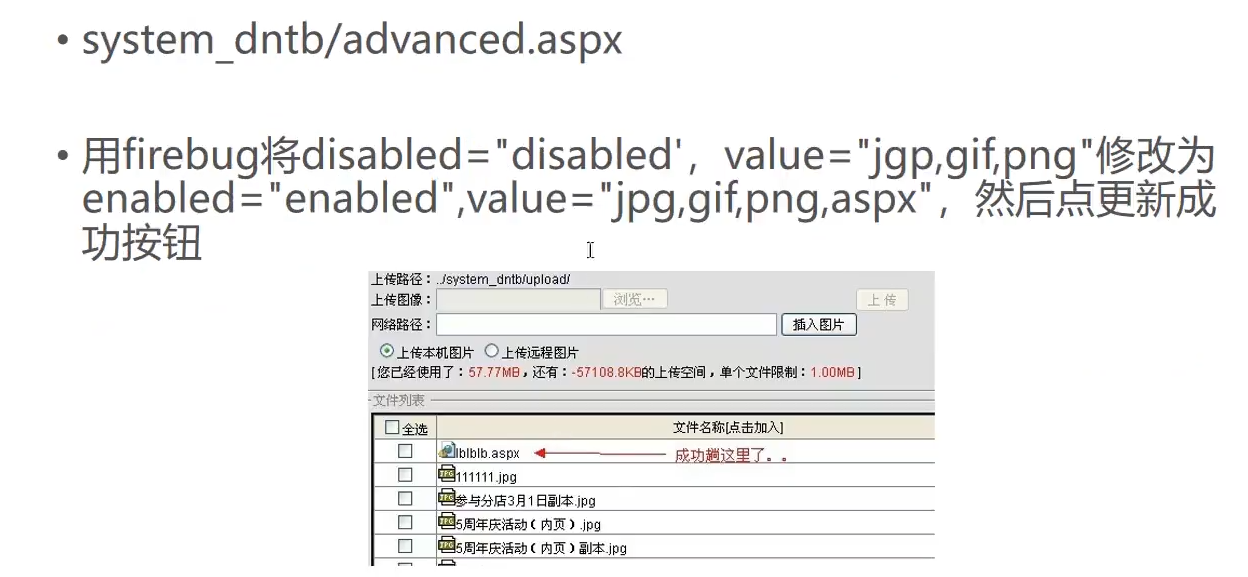 • system_dntb/advanced.aspx
• 用firebug将disabled="disabled'，value="jgp,gif,png"修改为
enabled="enabled",value="jpg,gif,png,aspx"，然后点更新成
功按钮
上传路径：../system_dntb/upload/
上传图像： 浏览… 上 传
网络路径： 插入图片
上传本机图片 上传远程图片
[您已经使用了：57.77MB，还有：-57108.8KB的上传空间，单个文件限制：1.00MB]
文件列表
全选 文件名称[点击加入]
lblblb.aspx 成功趟这里了。。
111111.jpg
参与分店3月1日副本.jpg
5周年庆活动（内页）.jpg
5周年庆活动（内页）副本.jpg